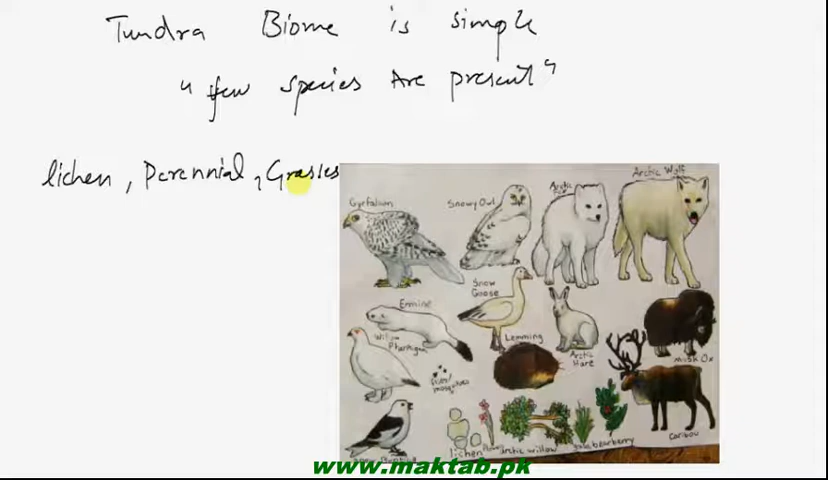 Tundra Biome is simple
" few species Are present "
lichen, Perennial, Grasses
Gyrfalcon
Snowy Owl
Arctic Fox
Arctic Wolf
Snow Goose
Ermine
Willow Ptarmigan
Lemming
Arctic Hare
Musk Ox
mosquitoes
Caribou
lichen
arctic willow
bearberry
www.maktab.pk